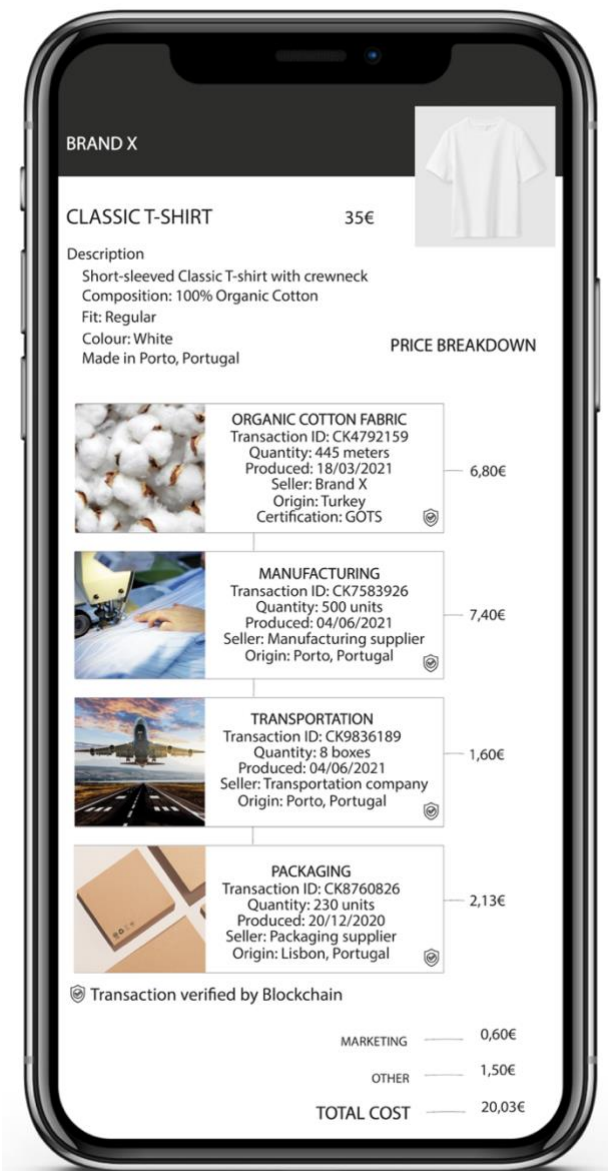 BRAND X
CLASSIC T-SHIRT 35€
Description
Short-sleeved Classic T-shirt with crewneck
Composition: 100% Organic Cotton
Fit: Regular
Colour: White
Made in Porto, Portugal
PRICE BREAKDOWN
ORGANIC COTTON FABRIC
Transaction ID: CK4792159
Quantity: 445 meters
Produced: 18/03/2021
Seller: Brand X
Origin: Turkey
Certification: GOTS
6,80€
MANUFACTURING
Transaction ID: CK7583926
Quantity: 500 units
Produced: 04/06/2021
Seller: Manufacturing supplier
Origin: Porto, Portugal
7,40€
TRANSPORTATION
Transaction ID: CK9836189
Quantity: 8 boxes
Produced: 04/06/2021
Seller: Transportation company
Origin: Porto, Portugal
1,60€
PACKAGING
Transaction ID: CK8760826
Quantity: 230 units
Produced: 20/12/2020
Seller: Packaging supplier
Origin: Lisbon, Portugal
2,13€
Transaction verified by Blockchain
MARKETING 0,60€
OTHER 1,50€
TOTAL COST 20,03€